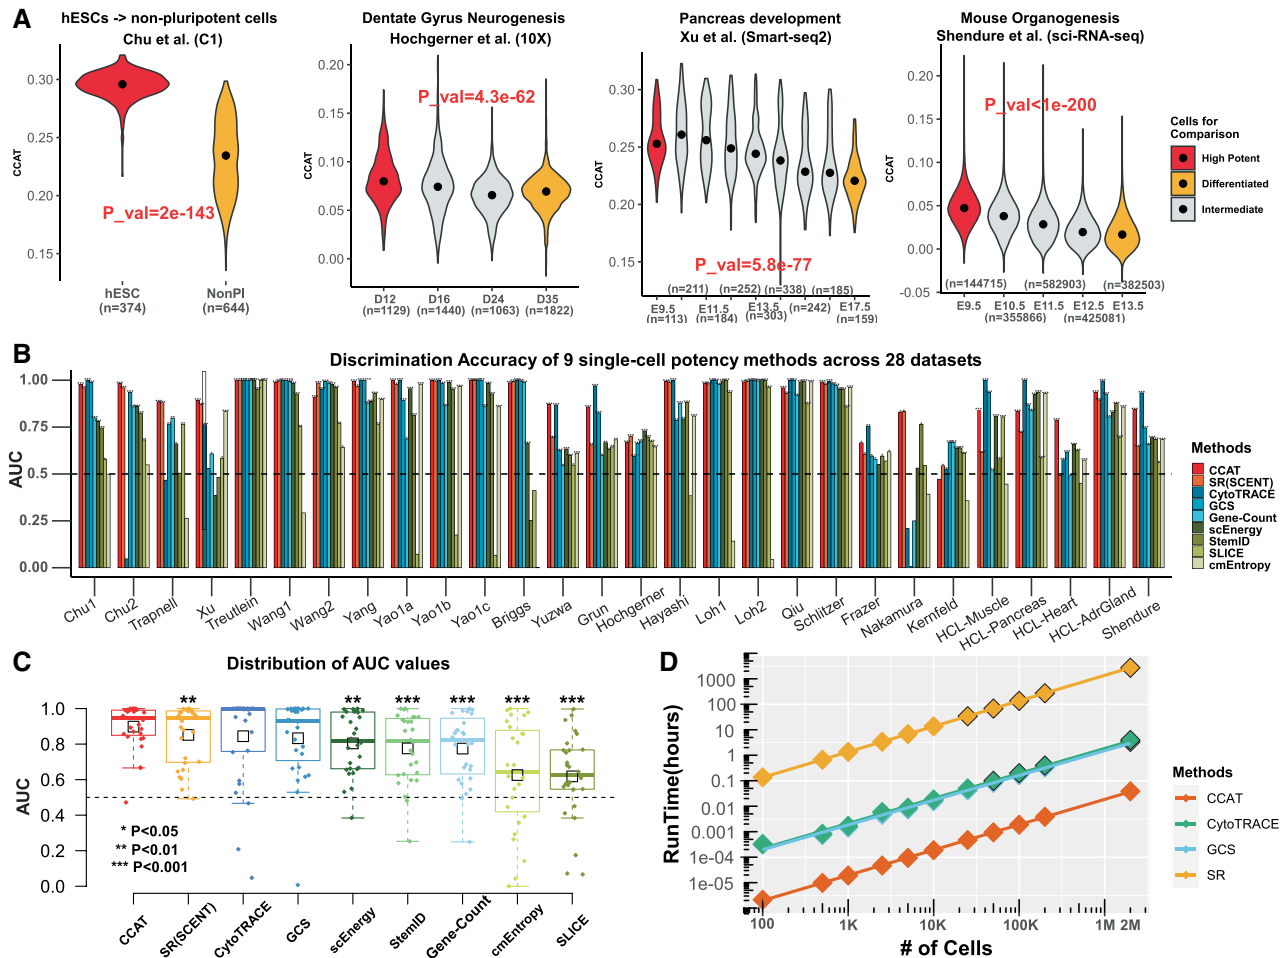 A
hESCs -> non-pluripotent cells
Chu et al. (C1)
Dentate Gyrus Neurogenesis
Hochgerner et al. (10X)
Pancreas development
Xu et al. (Smart-seq2)
Mouse Organogenesis
Shendure et al. (sci-RNA-seq)
CCAT
0.30
0.25
0.20
0.15
P_val=2e-143
hESC
(n=374)
NonPl
(n=644)
CCAT
0.20
0.15
0.10
0.05
0.00
P_val=4.3e-62
D12
(n=1129)
D16
(n=1440)
D24
(n=1063)
D35
(n=1822)
CCAT
0.30
0.25
0.20
0.15
P_val=5.8e-77
(n=211)
(n=252)
(n=338)
(n=185)
E9.5
(n=113)
E11.5
(n=184)
E13.5
(n=303)
E15.5
(n=242)
E17.5
(n=159)
CCAT
0.20
0.15
0.10
0.05
0.00
-0.05
P_val<1e-200
(n=144715)
(n=582903)
(n=382503)
E9.5
E10.5
E11.5
E12.5
E13.5
(n=355866)
(n=425081)
Cells for
Comparison
High Potent
Differentiated
Intermediate
B
Discrimination Accuracy of 9 single-cell potency methods across 28 datasets
AUC
1.00
0.75
0.5
0.25
0.00
Chu1
Chu2
Trapnell
Xu
Treutlein
Wang1
Wang2
Yang
Yao1a
Yao1b
Yao1c
Briggs
Yuzwa
Grun
Hochgerner
Hayashi
Loh1
Loh2
Qiu
Schlitzer
Frazer
Nakamura
Kernfeld
HCL-Muscle
HCL-Pancreas
HCL-Heart
HCL-AdrGland
Shendure
Methods
CCAT
SR(SCENT)
CytoTRACE
GCS
Gene-Count
scEnergy
StemID
SLICE
cmEntropy
C
Distribution of AUC values
AUC
1.0
0.8
0.6
0.4
0.2
0.0
** ** *** *** *** ***
* P<0.05
** P<0.01
*** P<0.001
CCAT
SR(SCENT)
CytoTRACE
GCS
scEnergy
StemID
Gene-Count
cmEntropy
SLICE
D
RunTime(hours)
1000
100
10
1
0.1
0.01
0.001
1e-04
1e-05
100
1K
10K
100K
1M
2M
# of Cells
Methods
CCAT
CytoTRACE
GCS
SR